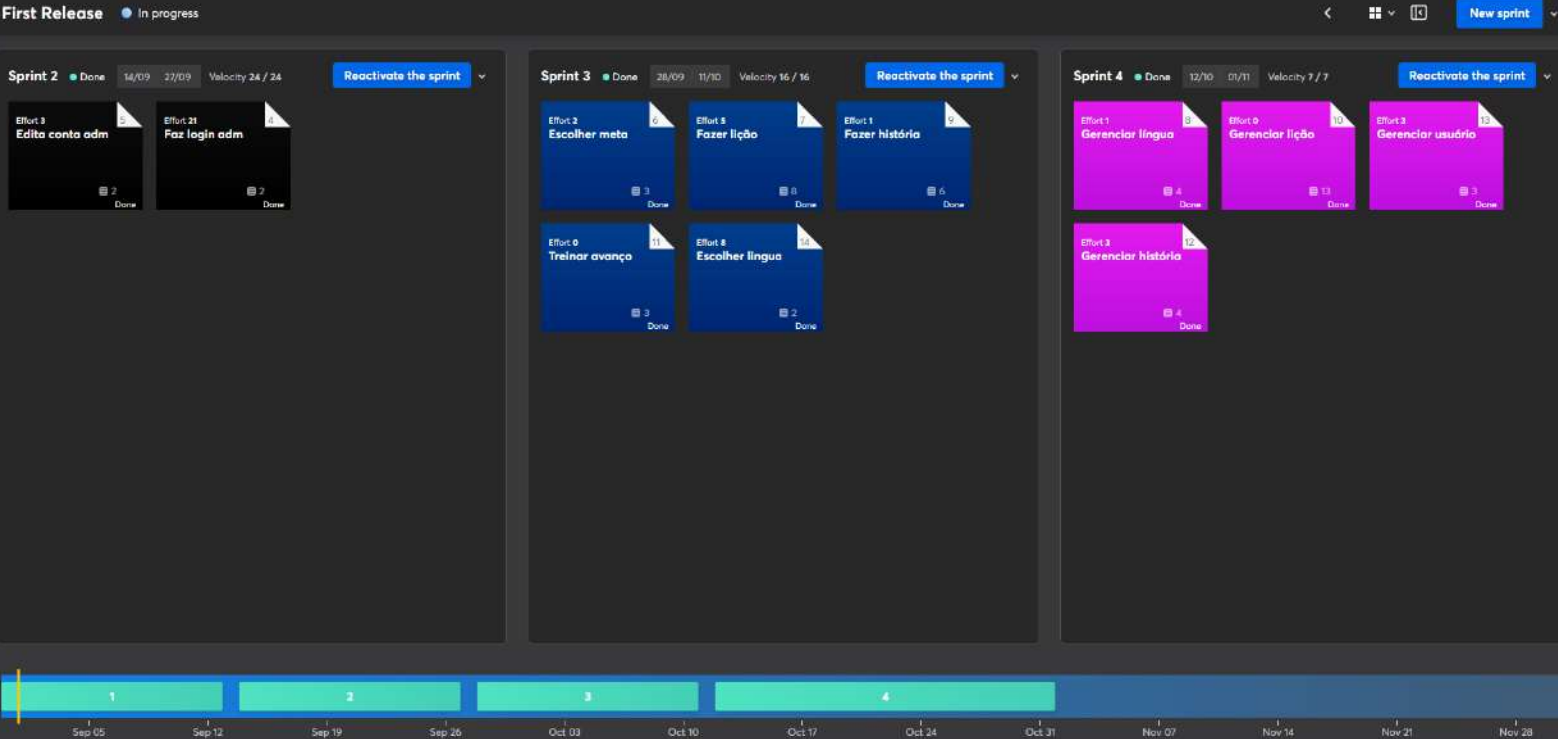 First Release In progress
New sprint
Sprint 2 Done 14/09 27/09 Velocity 24 / 24 Reactivate the sprint
Effort 3 5
Edita conta adm
2
Done
Effort 21 4
Faz login adm
2
Done
Sprint 3 Done 28/09 11/10 Velocity 16 / 16 Reactivate the sprint
Effort 2 6
Escolher meta
3
Done
Effort 5 7
Fazer lição
8
Done
Effort 1 9
Fazer história
6
Done
Effort 0 11
Treinar avanço
3
Done
Effort 8 14
Escolher lingua
2
Done
Sprint 4 Done 12/10 01/11 Velocity 7 / 7 Reactivate the sprint
Effort 1 8
Gerenciar língua
4
Done
Effort 0 10
Gerenciar lição
13
Done
Effort 3 13
Gerenciar usuário
3
Done
Effort 3 12
Gerenciar história
4
Done
1 2 3 4
Sep 05 Sep 12 Sep 19 Sep 26 Oct 03 Oct 10 Oct 17 Oct 24 Oct 31 Nov 07 Nov 14 Nov 21 Nov 28